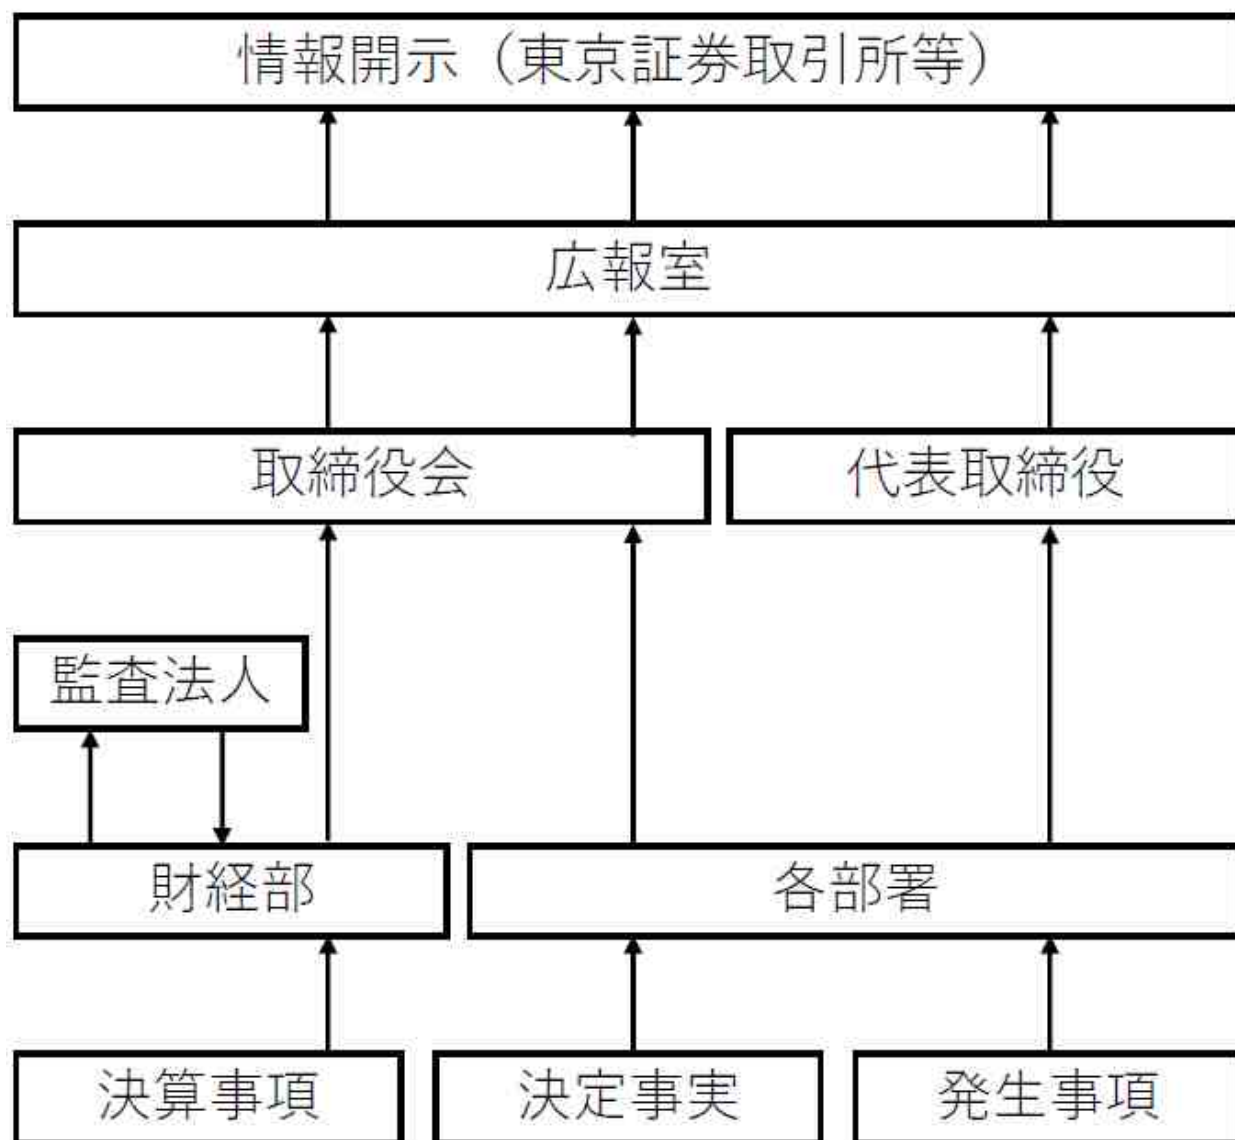 情報開示（東京証券取引所等）
広報室
取締役会
代表取締役
監査法人
財経部
各部署
決算事項
決定事実
発生事項